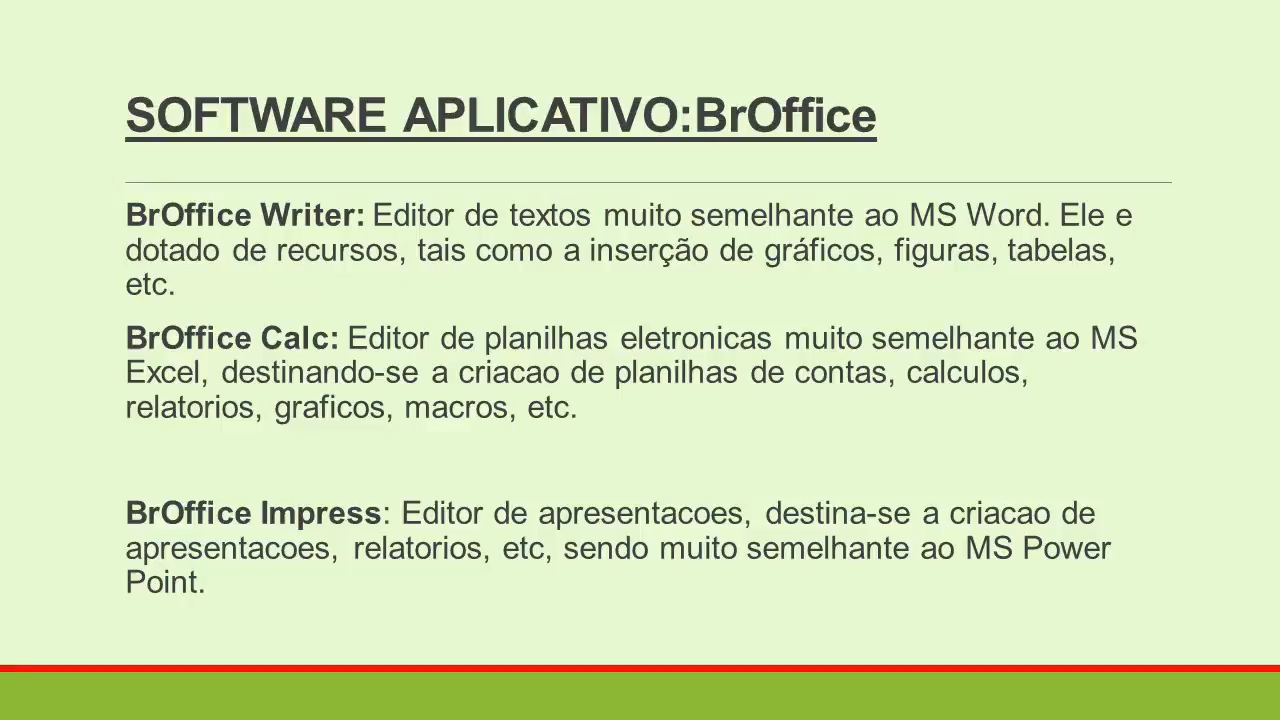 SOFTWARE APLICATIVO:BrOffice
BrOffice Writer: Editor de textos muito semelhante ao MS Word. Ele e
dotado de recursos, tais como a inserção de gráficos, figuras, tabelas,
etc.
BrOffice Calc: Editor de planilhas eletronicas muito semelhante ao MS
Excel, destinando-se a criacao de planilhas de contas, calculos,
relatorios, graficos, macros, etc.
BrOffice Impress: Editor de apresentacoes, destina-se a criacao de
apresentacoes, relatorios, etc, sendo muito semelhante ao MS Power
Point.